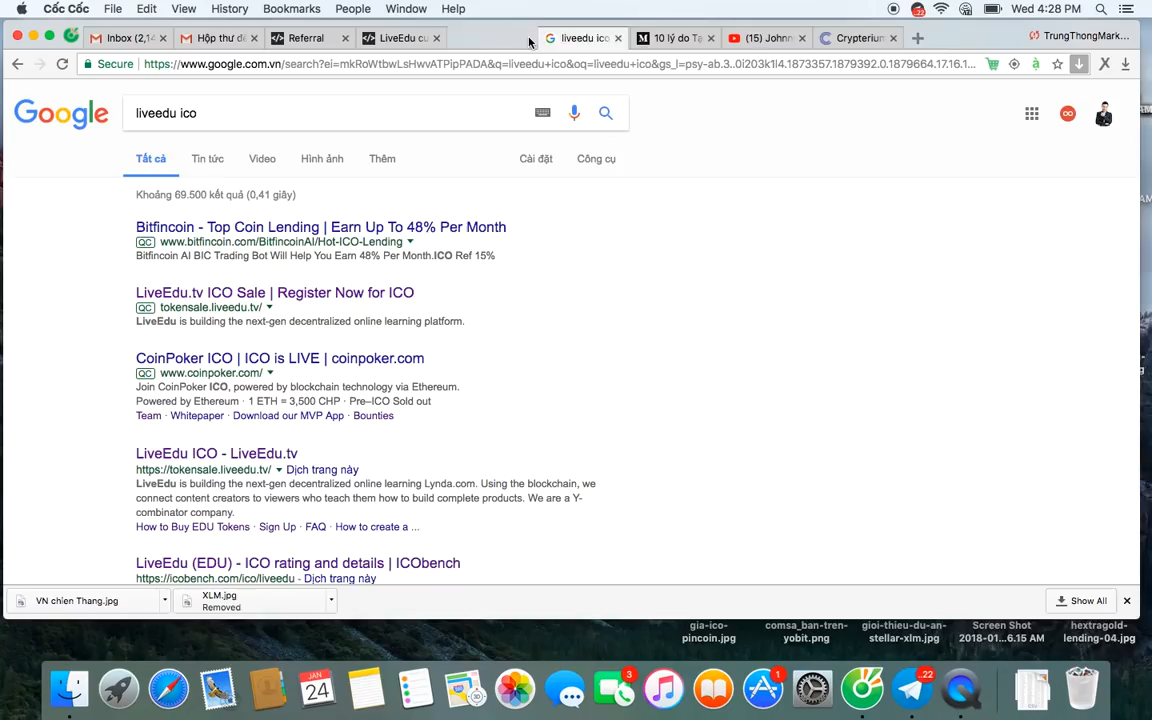 Cốc Cốc File Edit View History Bookmarks People Window Help
22
Wed 4:28 PM
Inbox (2,14
Hộp thư đế
Referral
LiveEdu cu
liveedu ico
10 lý do Tạ
(15) Johnn
Crypterium
TrungThongMark...
Secure
https://www.google.com.vn/search?ei=mkRoWtbwLsHwvATPipPADA&q=liveedu+ico&oq=liveedu+ico&gs_l=psy-ab.3..0i203k1l4.1873357.1879392.0.1879664.17.16.1...
Google
liveedu ico
Tất cả Tin tức Video Hình ảnh Thêm Cài đặt Công cụ
Khoảng 69.500 kết quả (0,41 giây)
Bitfincoin - Top Coin Lending | Earn Up To 48% Per Month
QC www.bitfincoin.com/BitfincoinAI/Hot-ICO-Lending
Bitfincoin AI BIC Trading Bot Will Help You Earn 48% Per Month.ICO Ref 15%
LiveEdu.tv ICO Sale | Register Now for ICO
QC tokensale.liveedu.tv/
LiveEdu is building the next-gen decentralized online learning platform.
CoinPoker ICO | ICO is LIVE | coinpoker.com
QC www.coinpoker.com/
Join CoinPoker ICO, powered by blockchain technology via Ethereum.
Powered by Ethereum · 1 ETH = 3,500 CHP · Pre–ICO Sold out
Team · Whitepaper · Download our MVP App · Bounties
LiveEdu ICO - LiveEdu.tv
https://tokensale.liveedu.tv/ Dịch trang này
LiveEdu is building the next-gen decentralized online learning Lynda.com. Using the blockchain, we
connect content creators to viewers who teach them how to build complete products. We are a Y-
combinator company.
How to Buy EDU Tokens · Sign Up · FAQ · How to create a ...
LiveEdu (EDU) - ICO rating and details | ICObench
https://icobench.com/ico/liveedu - Dịch trang này
VN chien Thang.jpg
XLM.jpg
Removed
Show All
gia-ico-
pincoin.jpg
comsa_ban-tren-
yobit.png
gioi-thieu-du-an-
stellar-xlm.jpg
Screen Shot
2018-01...6.15 AM
hextragold-
lending-04.jpg
JAN
24
3
1
22